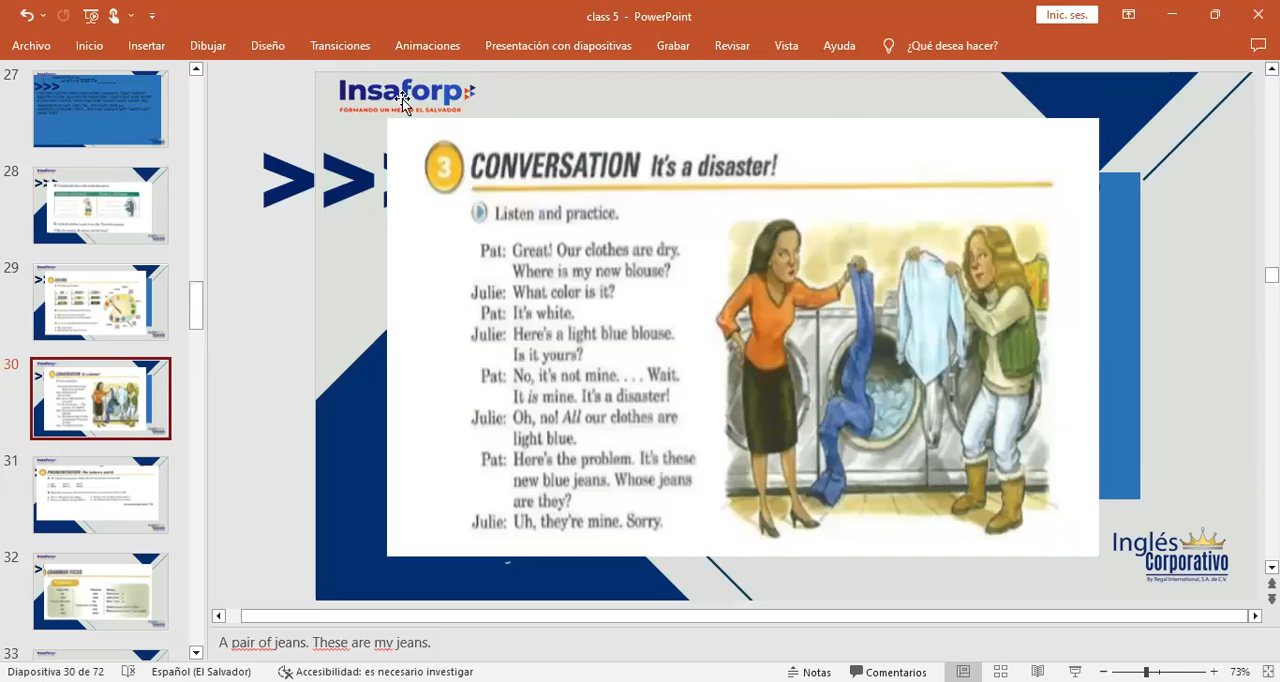 class 5 - PowerPoint
Inic. ses.
Archivo Inicio Insertar Dibujar Diseño Transiciones Animaciones Presentación con diapositivas Grabar Revisar Vista Ayuda ¿Qué desea hacer?
27
28
29
30
31
32
33
Insaforp
FORMANDO UN
EL SALVADOR
3 CONVERSATION It's a disaster!
Listen and practice.
Pat: Great! Our clothes are dry.
Where is my new blouse?
Julie: What color is it?
Pat: It's white.
Julie: Here's a light blue blouse.
Is it yours?
Pat: No, it's not mine. . . . Wait.
It is mine. It's a disaster!
Julie: Oh, no! All our clothes are
light blue.
Pat: Here's the problem. It's these
new blue jeans. Whose jeans
are they?
Julie: Uh, they're mine. Sorry.
Inglés
Corporativo
By Regal International, S.A. de C.V.
A pair of jeans. These are my jeans.
Diapositiva 30 de 72 Español (El Salvador) Accesibilidad: es necesario investigar Notas Comentarios 73%